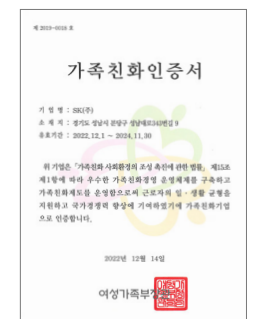 제 2019-0018 호
가족친화인증서
기 업 명 : SK(주)
소 재 지 : 경기도 성남시 분당구 성남대로343번길 9
유효기간 : 2022.12.1 ~ 2024.11.30
위 기업은 「가족친화 사회환경의 조성 촉진에 관한 법률」 제15조
제1항에 따라 우수한 가족친화경영 운영체제를 구축하고
가족친화제도를 운영함으로써 근로자의 일·생활 균형을
지원하고 국가경쟁력 향상에 기여하였기에 가족친화기업
으로 인증합니다.
2022년 12월 14일
여성가족부장관